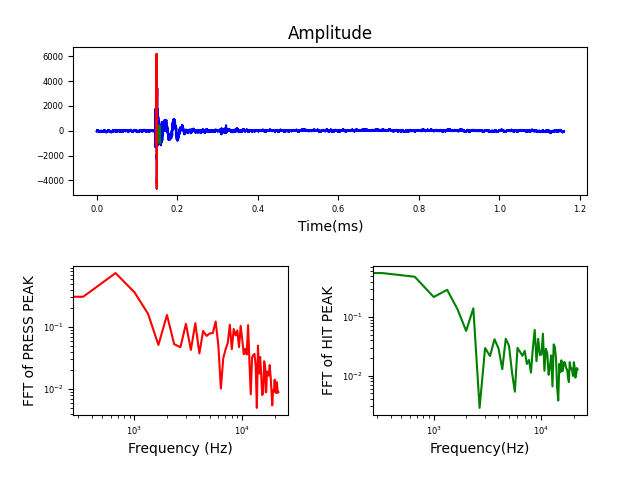 Amplitude
6000
4000
2000
0
−2000
−4000
0.0 0.2 0.4 0.6 0.8 1.0 1.2
Time(ms)
FFT of PRESS PEAK
10⁻¹
10⁻²
10³ 10⁴
Frequency (Hz)
FFT of HIT PEAK
10⁻¹
10⁻²
10³ 10⁴
Frequency(Hz)